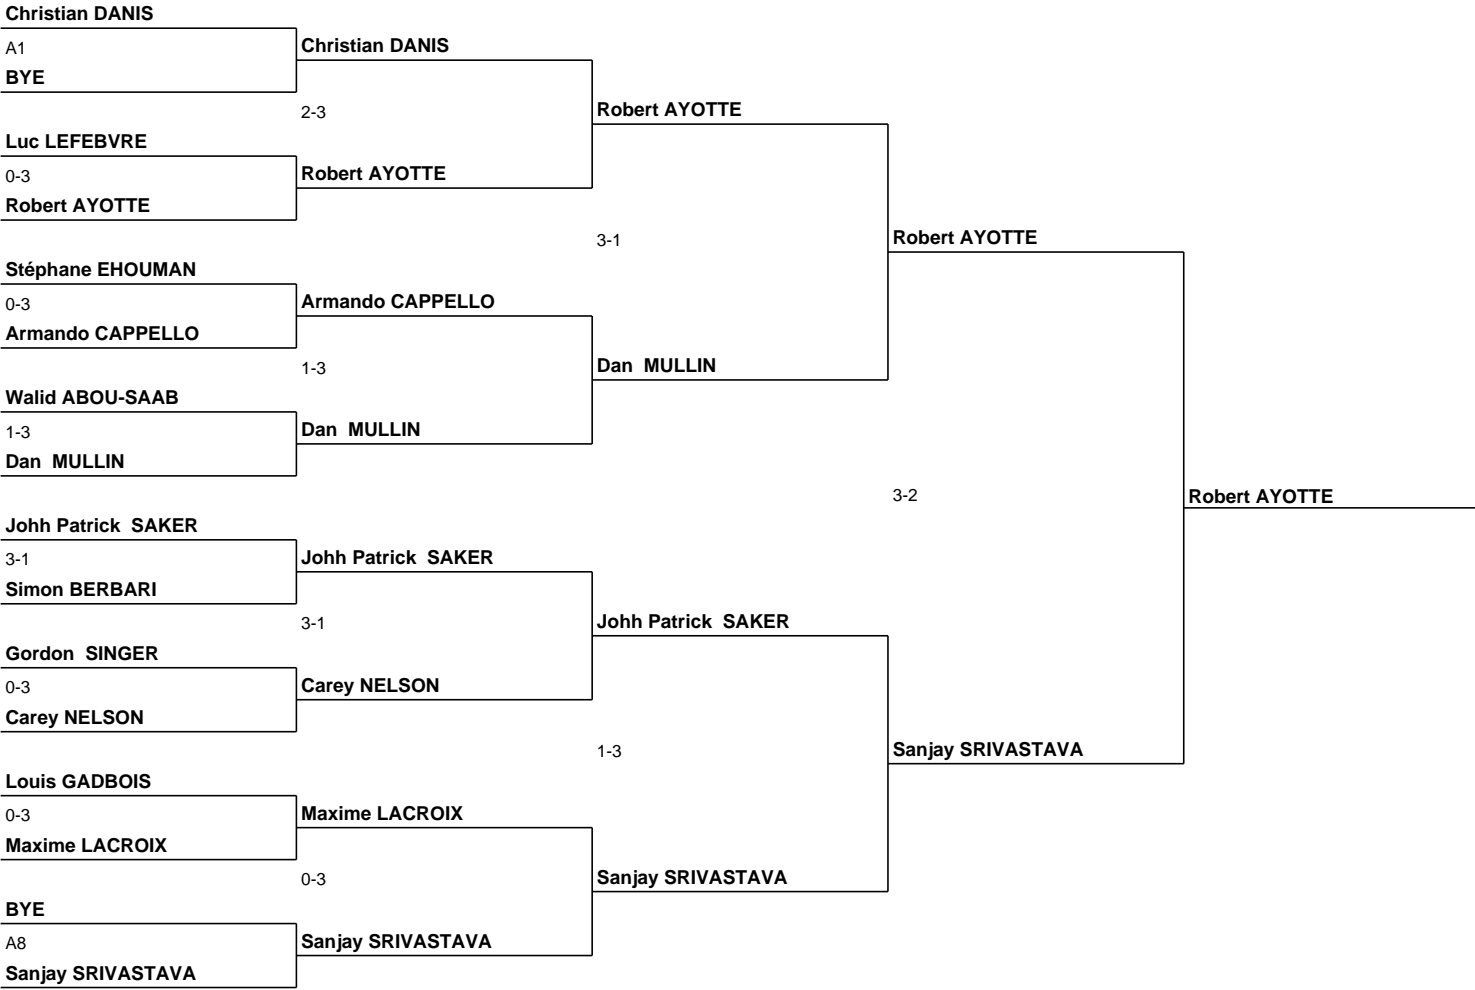 Christian DANIS
A1
BYE
Luc LEFEBVRE
0-3
Robert AYOTTE
Stéphane EHOUMAN
0-3
Armando CAPPELLO
Walid ABOU-SAAB
1-3
Dan  MULLIN
Johh Patrick  SAKER
3-1
Simon BERBARI
Gordon  SINGER
0-3
Carey NELSON
Louis GADBOIS
0-3
Maxime LACROIX
BYE
A8
Sanjay SRIVASTAVA
Christian DANIS
2-3
Robert AYOTTE
Armando CAPPELLO
1-3
Dan  MULLIN
Johh Patrick  SAKER
3-1
Carey NELSON
Maxime LACROIX
0-3
Sanjay SRIVASTAVA
Robert AYOTTE
3-1
Dan  MULLIN
Johh Patrick  SAKER
1-3
Sanjay SRIVASTAVA
Robert AYOTTE
3-2
Sanjay SRIVASTAVA
Robert AYOTTE